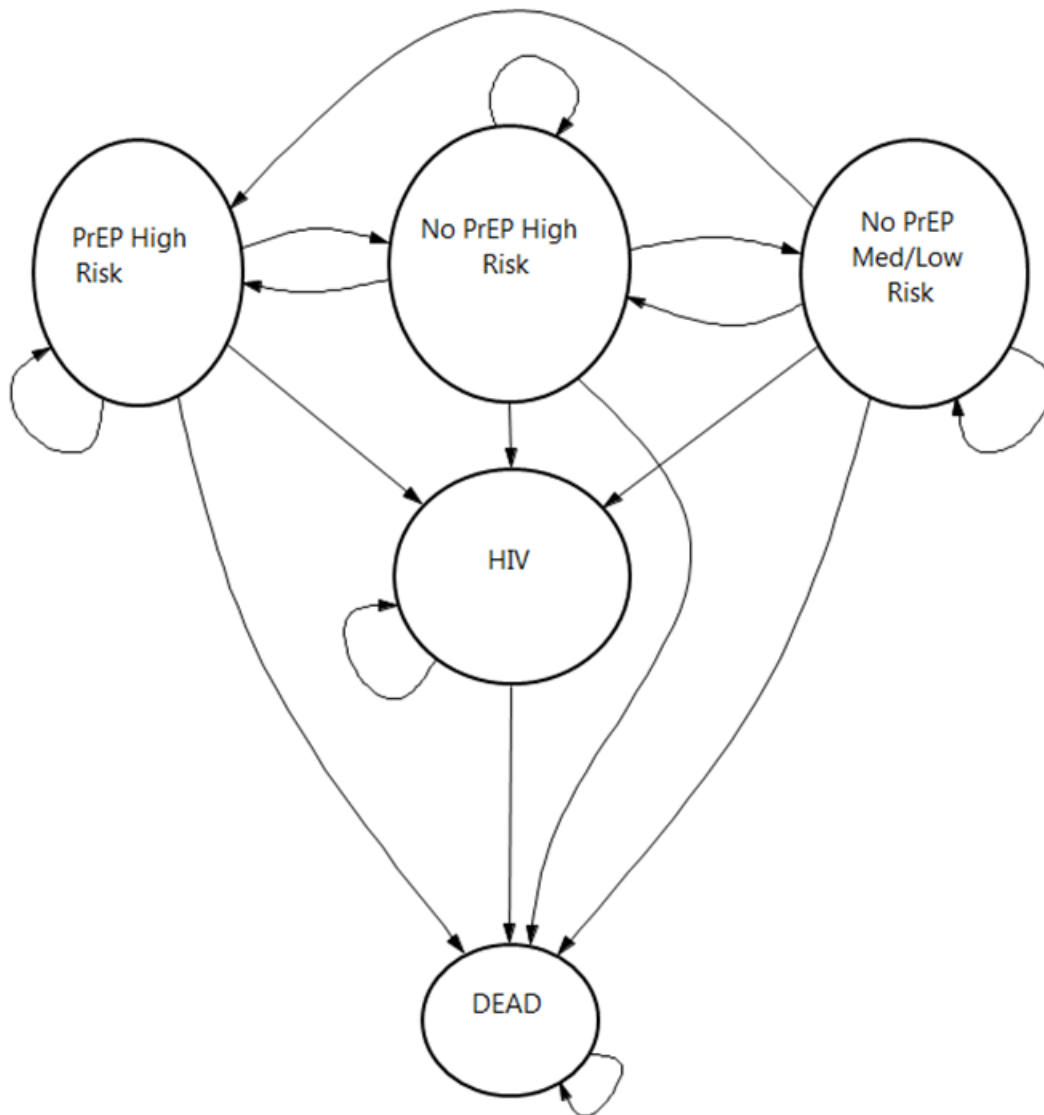 PrEP High
Risk
No PrEP High
Risk
No PrEP
Med/Low
Risk
HIV
DEAD